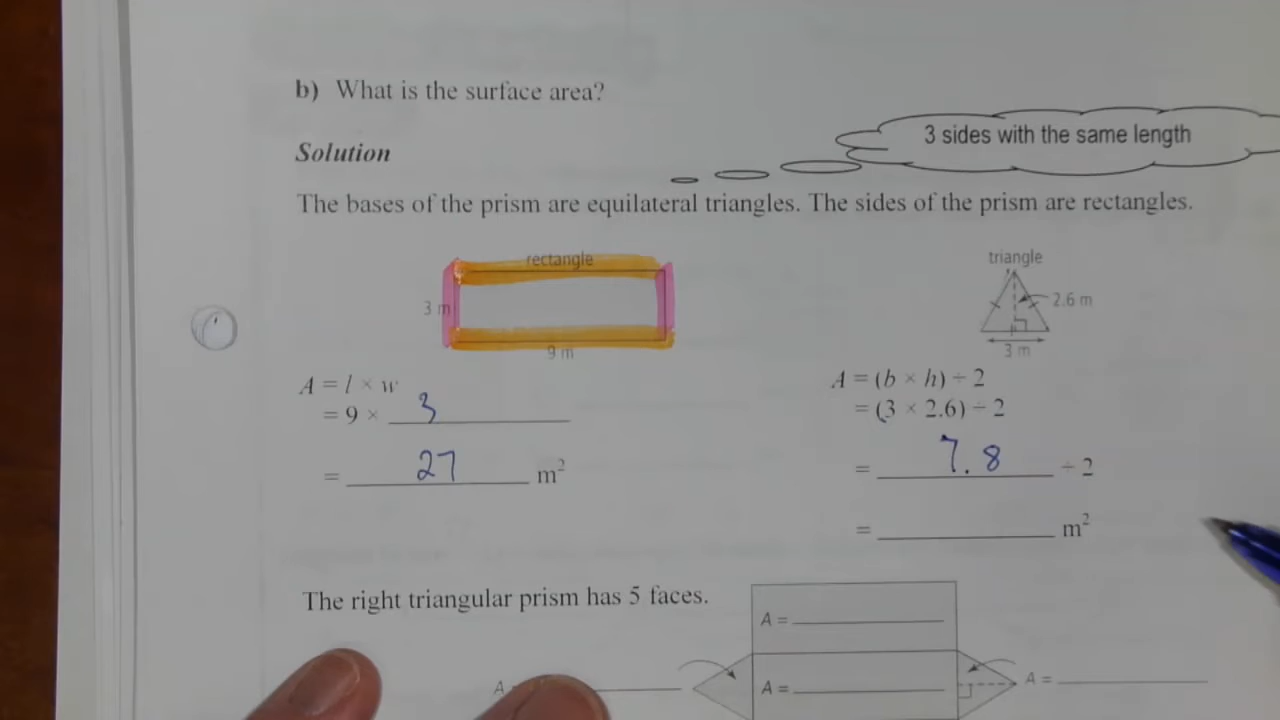 b) What is the surface area?
3 sides with the same length
Solution
The bases of the prism are equilateral triangles. The sides of the prism are rectangles.
rectangle
3 m
9 m
A = l × w
= 9 × 3
= 27 m²
triangle
2.6 m
3 m
A = (b × h) ÷ 2
= (3 × 2.6) ÷ 2
= 7.8 ÷ 2
= m²
The right triangular prism has 5 faces.
A =
A
A =
A =